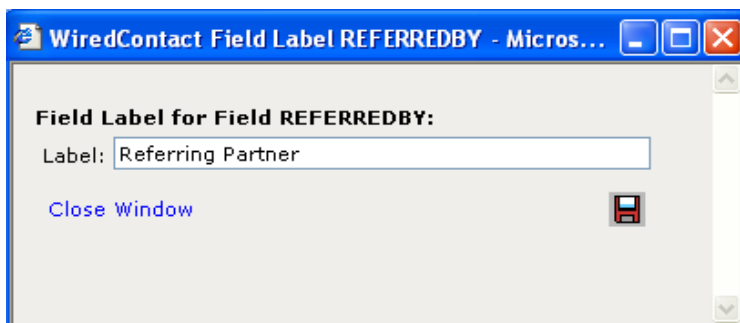 WiredContact Field Label REFERREDBY - Micros...
Field Label for Field REFERREDBY:
Label: Referring Partner
Close Window